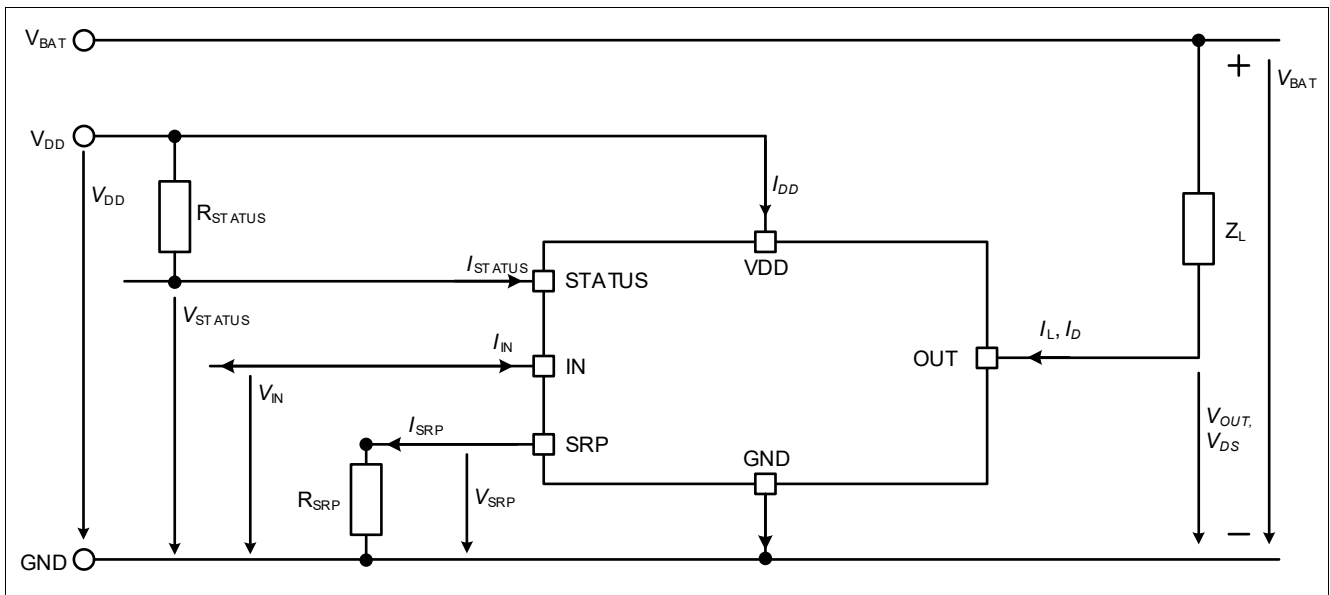 VBAT
+
VBAT
VDD
VDD
IDD
RSTATUS
ZL
ISTATUS
VDD
STATUS
VSTATUS
IIN
IL, ID
IN
OUT
VIN
ISRP
VOUT,
VDS
SRP
GND
RSRP
VSRP
−
GND